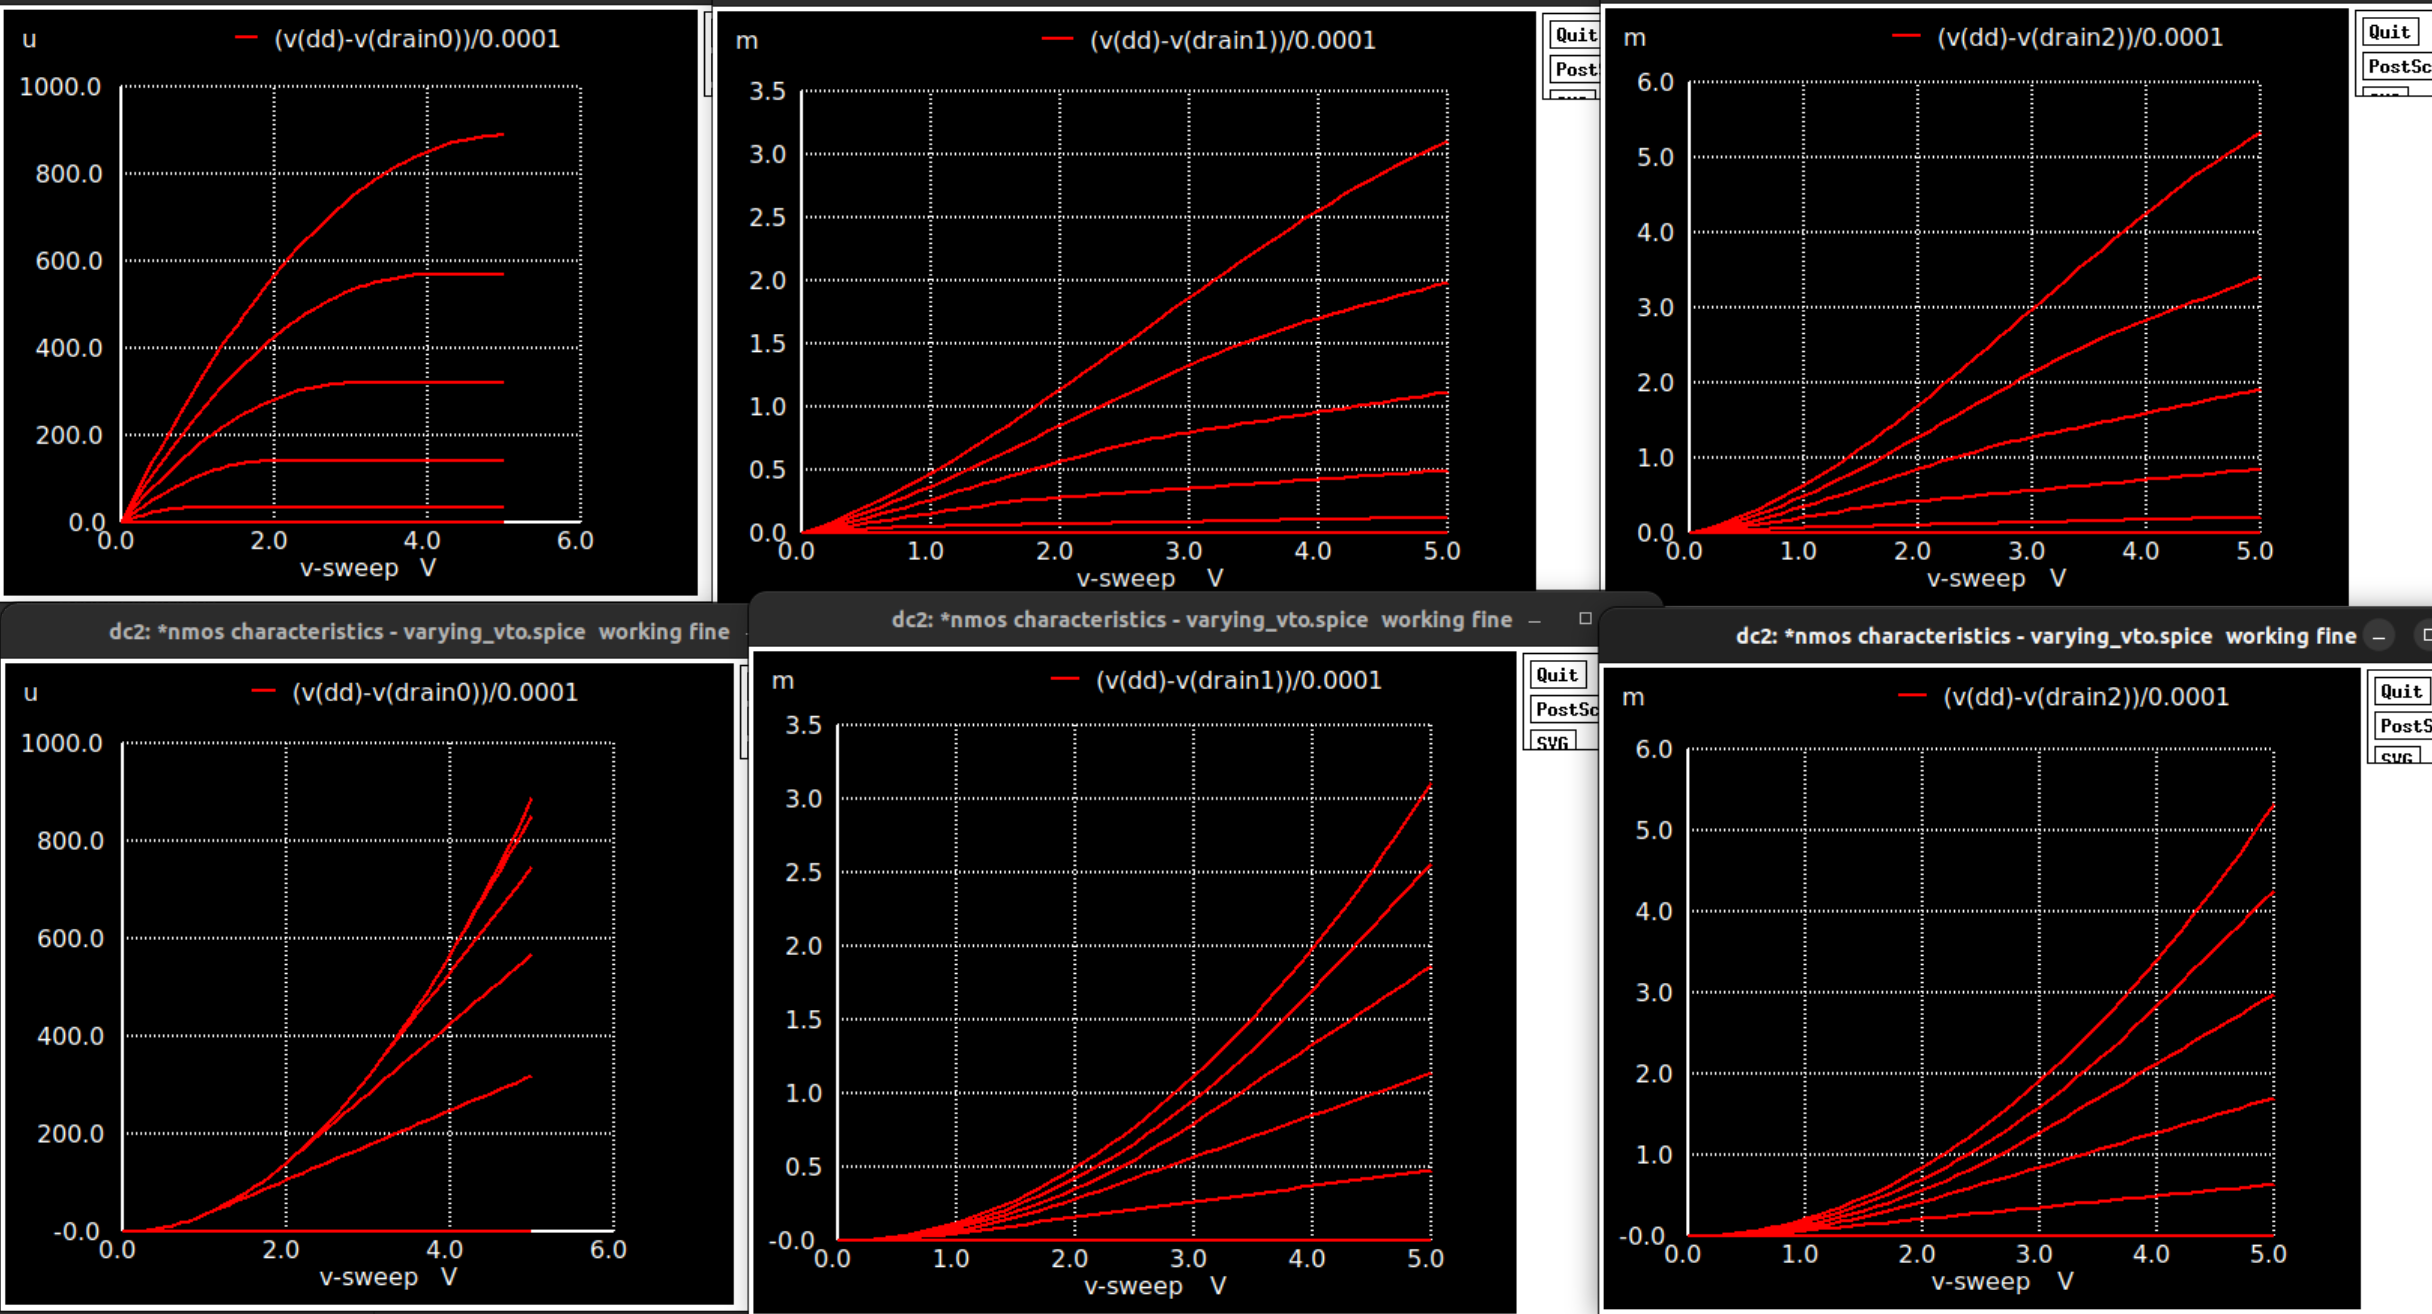 u
(v(dd)-v(drain0))/0.0001
1000.0
800.0
600.0
400.0
200.0
0.0
0.0 2.0 4.0 6.0
v-sweep V
m
(v(dd)-v(drain1))/0.0001
3.5
3.0
2.5
2.0
1.5
1.0
0.5
0.0
0.0 1.0 2.0 3.0 4.0 5.0
v-sweep V
Quit
Post
m
(v(dd)-v(drain2))/0.0001
6.0
5.0
4.0
3.0
2.0
1.0
0.0
0.0 1.0 2.0 3.0 4.0 5.0
v-sweep V
Quit
PostSc
dc2: *nmos characteristics - varying_vto.spice working fine
u
(v(dd)-v(drain0))/0.0001
1000.0
800.0
600.0
400.0
200.0
-0.0
0.0 2.0 4.0 6.0
v-sweep V
dc2: *nmos characteristics - varying_vto.spice working fine
m
(v(dd)-v(drain1))/0.0001
3.5
3.0
2.5
2.0
1.5
1.0
0.5
-0.0
0.0 1.0 2.0 3.0 4.0 5.0
v-sweep V
Quit
PostSc
SVG
dc2: *nmos characteristics - varying_vto.spice working fine
m
(v(dd)-v(drain2))/0.0001
6.0
5.0
4.0
3.0
2.0
1.0
-0.0
0.0 1.0 2.0 3.0 4.0 5.0
v-sweep V
Quit
PostS
SVG